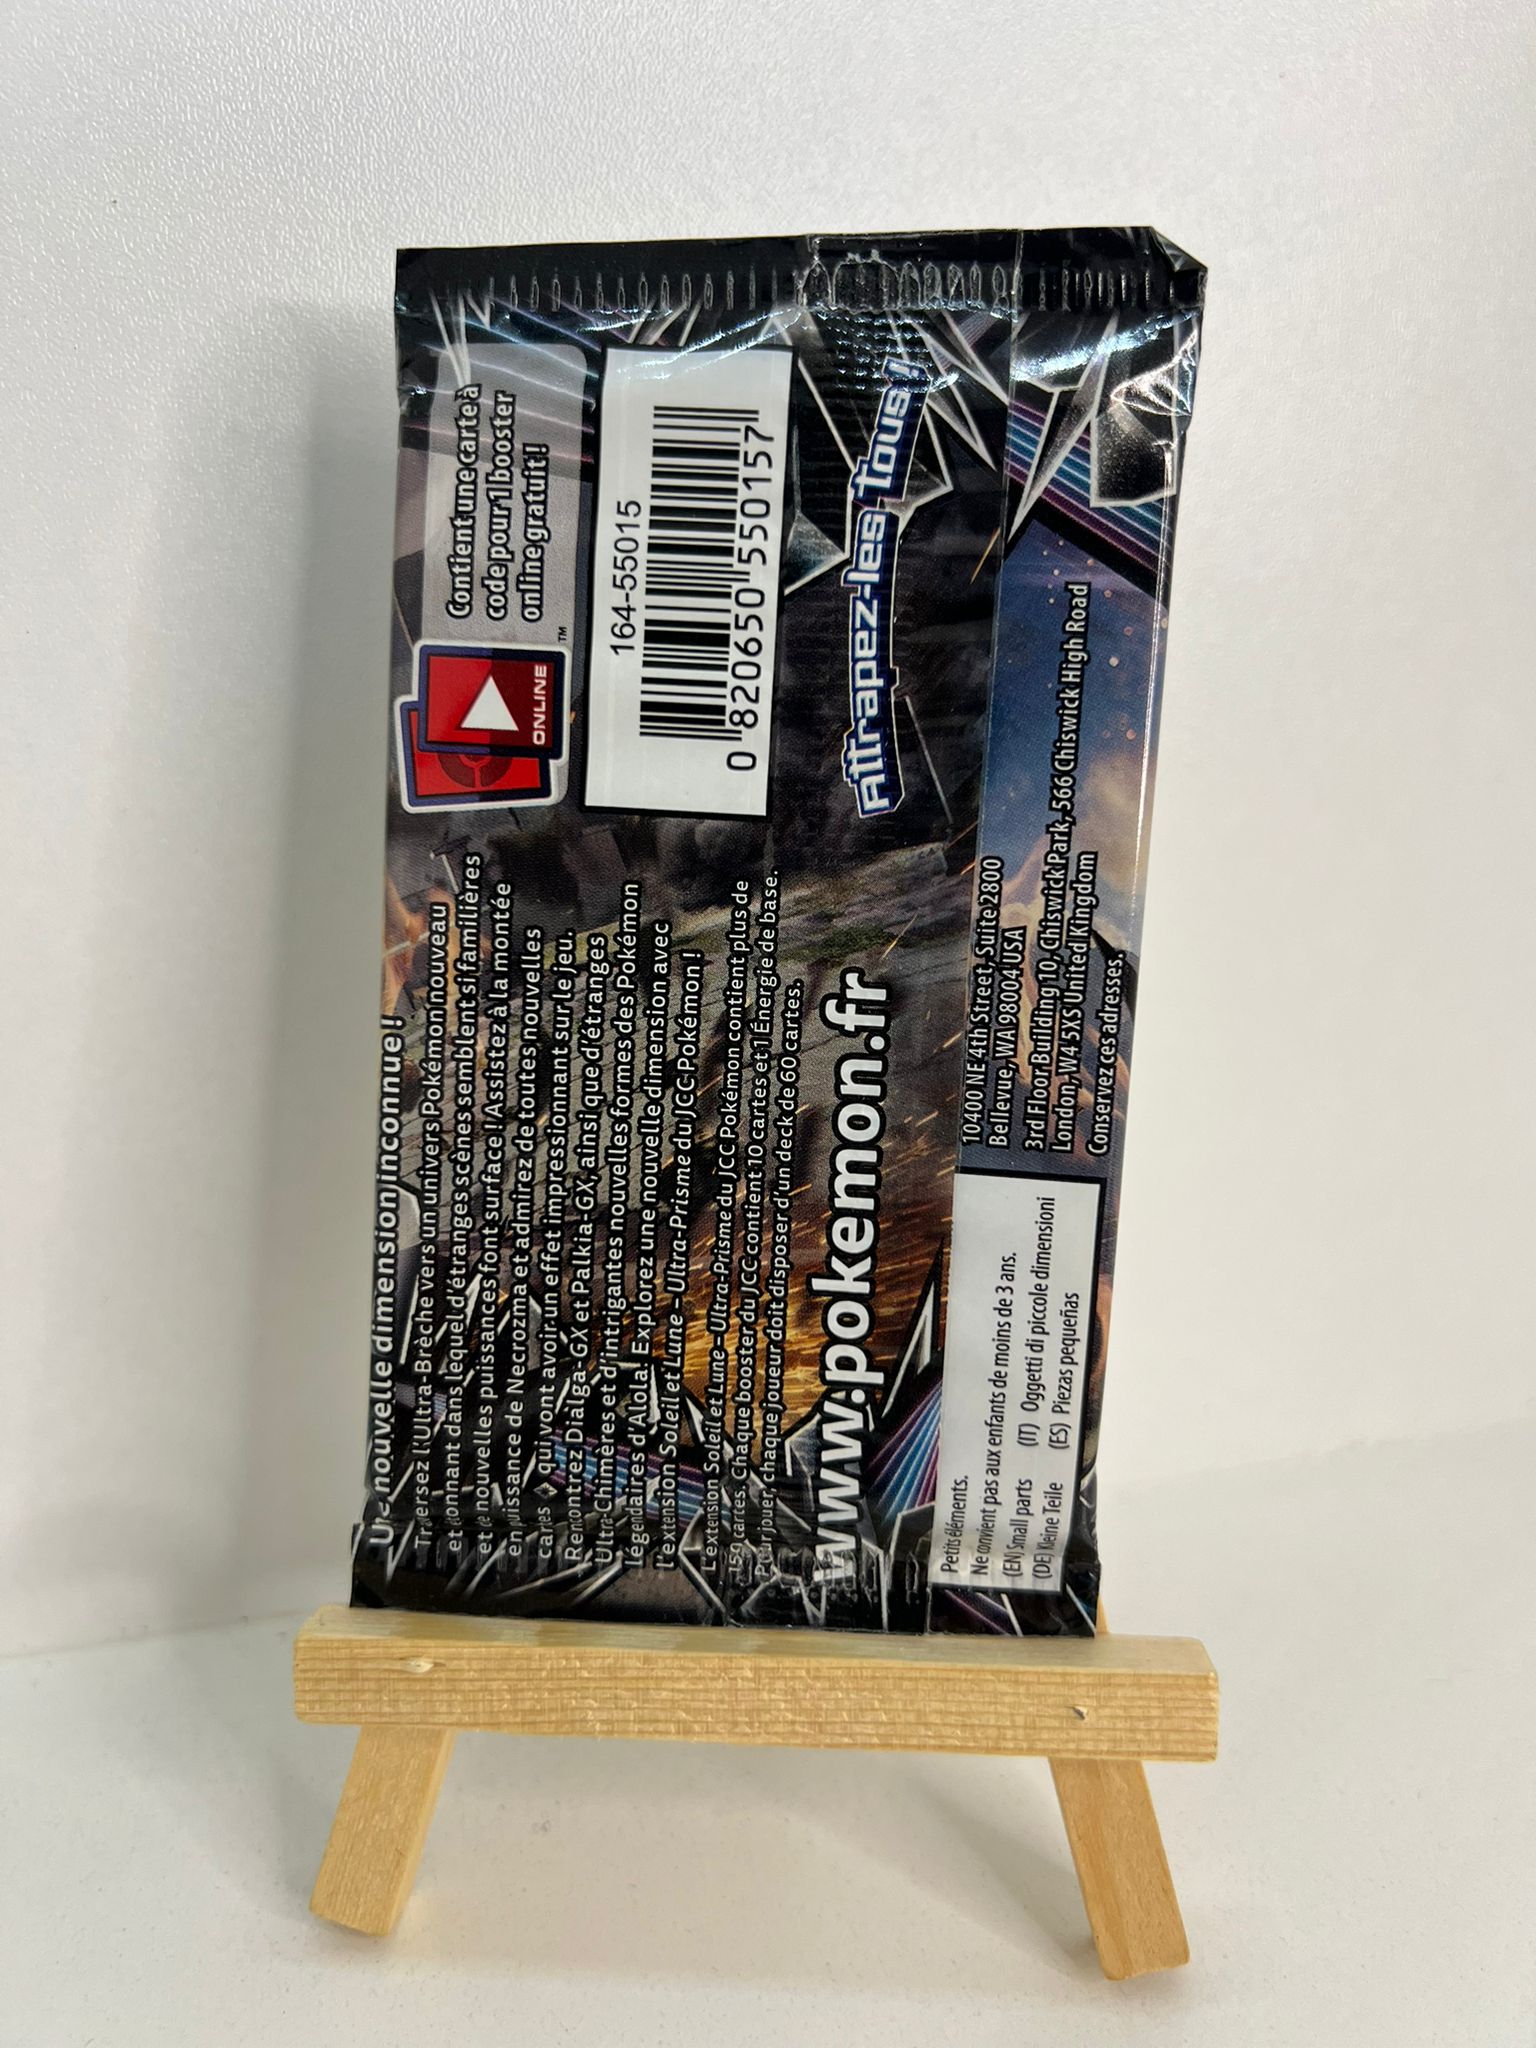 Une nouvelle dimension inconnue !
Traversez l'Ultra-Brèche vers un univers Pokémon nouveau
et étonnant dans lequel d'étranges scènes semblent si familières
et de nouvelles puissances font surface ! Assistez à la montée
en puissance de Necrozma et admirez de toutes nouvelles
cartes qui vont avoir un effet impressionnant sur le jeu.
Rencontrez Dialga-GX et Palkia-GX, ainsi que d'étranges
Ultra-Chimères et d'intrigantes nouvelles formes des Pokémon
Légendaires d'Alola ! Explorez une nouvelle dimension avec
l'extension Soleil et Lune – Ultra-Prisme du JCC Pokémon !
L'extension Soleil et Lune – Ultra-Prisme du JCC Pokémon contient plus de
150 cartes. Chaque booster du JCC contient 10 cartes et 1 Énergie de base.
Pour jouer, chaque joueur doit disposer d'un deck de 60 cartes.
www.pokemon.fr
ONLINE
TM
Contient une carte à
code pour 1 booster
online gratuit !
164-55015
0 820650 550157
Attrapez-les tous !
Petits éléments.
Ne convient pas aux enfants de moins de 3 ans.
(EN) Small parts (IT) Oggetti di piccole dimensioni
(DE) Kleine Teile (ES) Piezas pequeñas
10400 NE 4th Street, Suite 2800
Bellevue, WA 98004 USA
3rd Floor Building 10, Chiswick Park, 566 Chiswick High Road
London, W4 5XS United Kingdom
Conservez ces adresses.